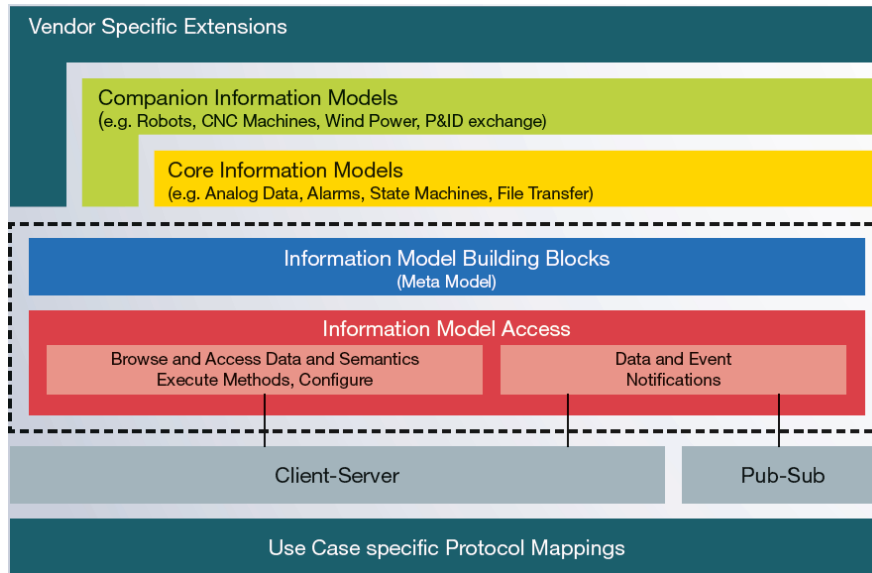 Vendor Specific Extensions
Companion Information Models
(e.g. Robots, CNC Machines, Wind Power, P&ID exchange)
Core Information Models
(e.g. Analog Data, Alarms, State Machines, File Transfer)
Information Model Building Blocks
(Meta Model)
Information Model Access
Browse and Access Data and Semantics
Execute Methods, Configure
Data and Event
Notifications
Client-Server
Pub-Sub
Use Case specific Protocol Mappings